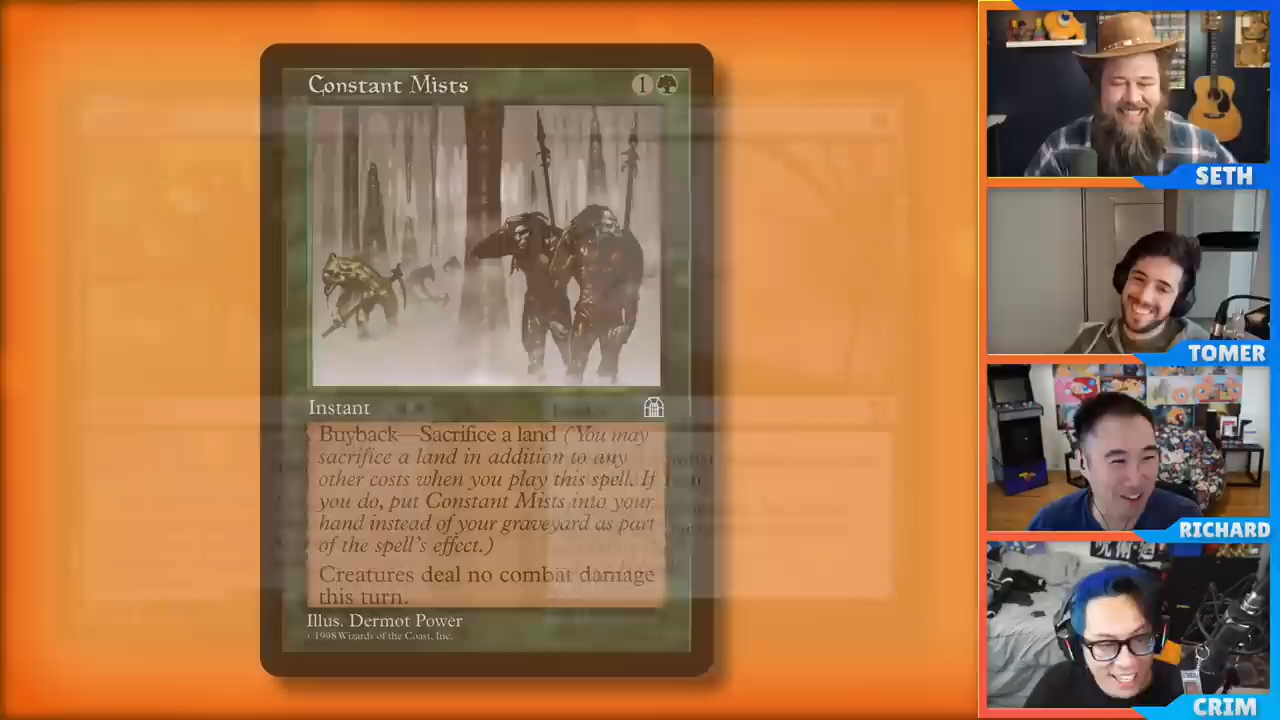 Constant Mists 1
Instant
Buyback—Sacrifice a land (You may
sacrifice a land in addition to any
other costs when you play this spell. If
you do, put Constant Mists into your
hand instead of your graveyard as part
of the spell's effect.)
Creatures deal no combat damage
this turn.
Illus. Dermot Power
©1998 Wizards of the Coast, Inc.
SETH
TOMER
RICHARD
CRIM